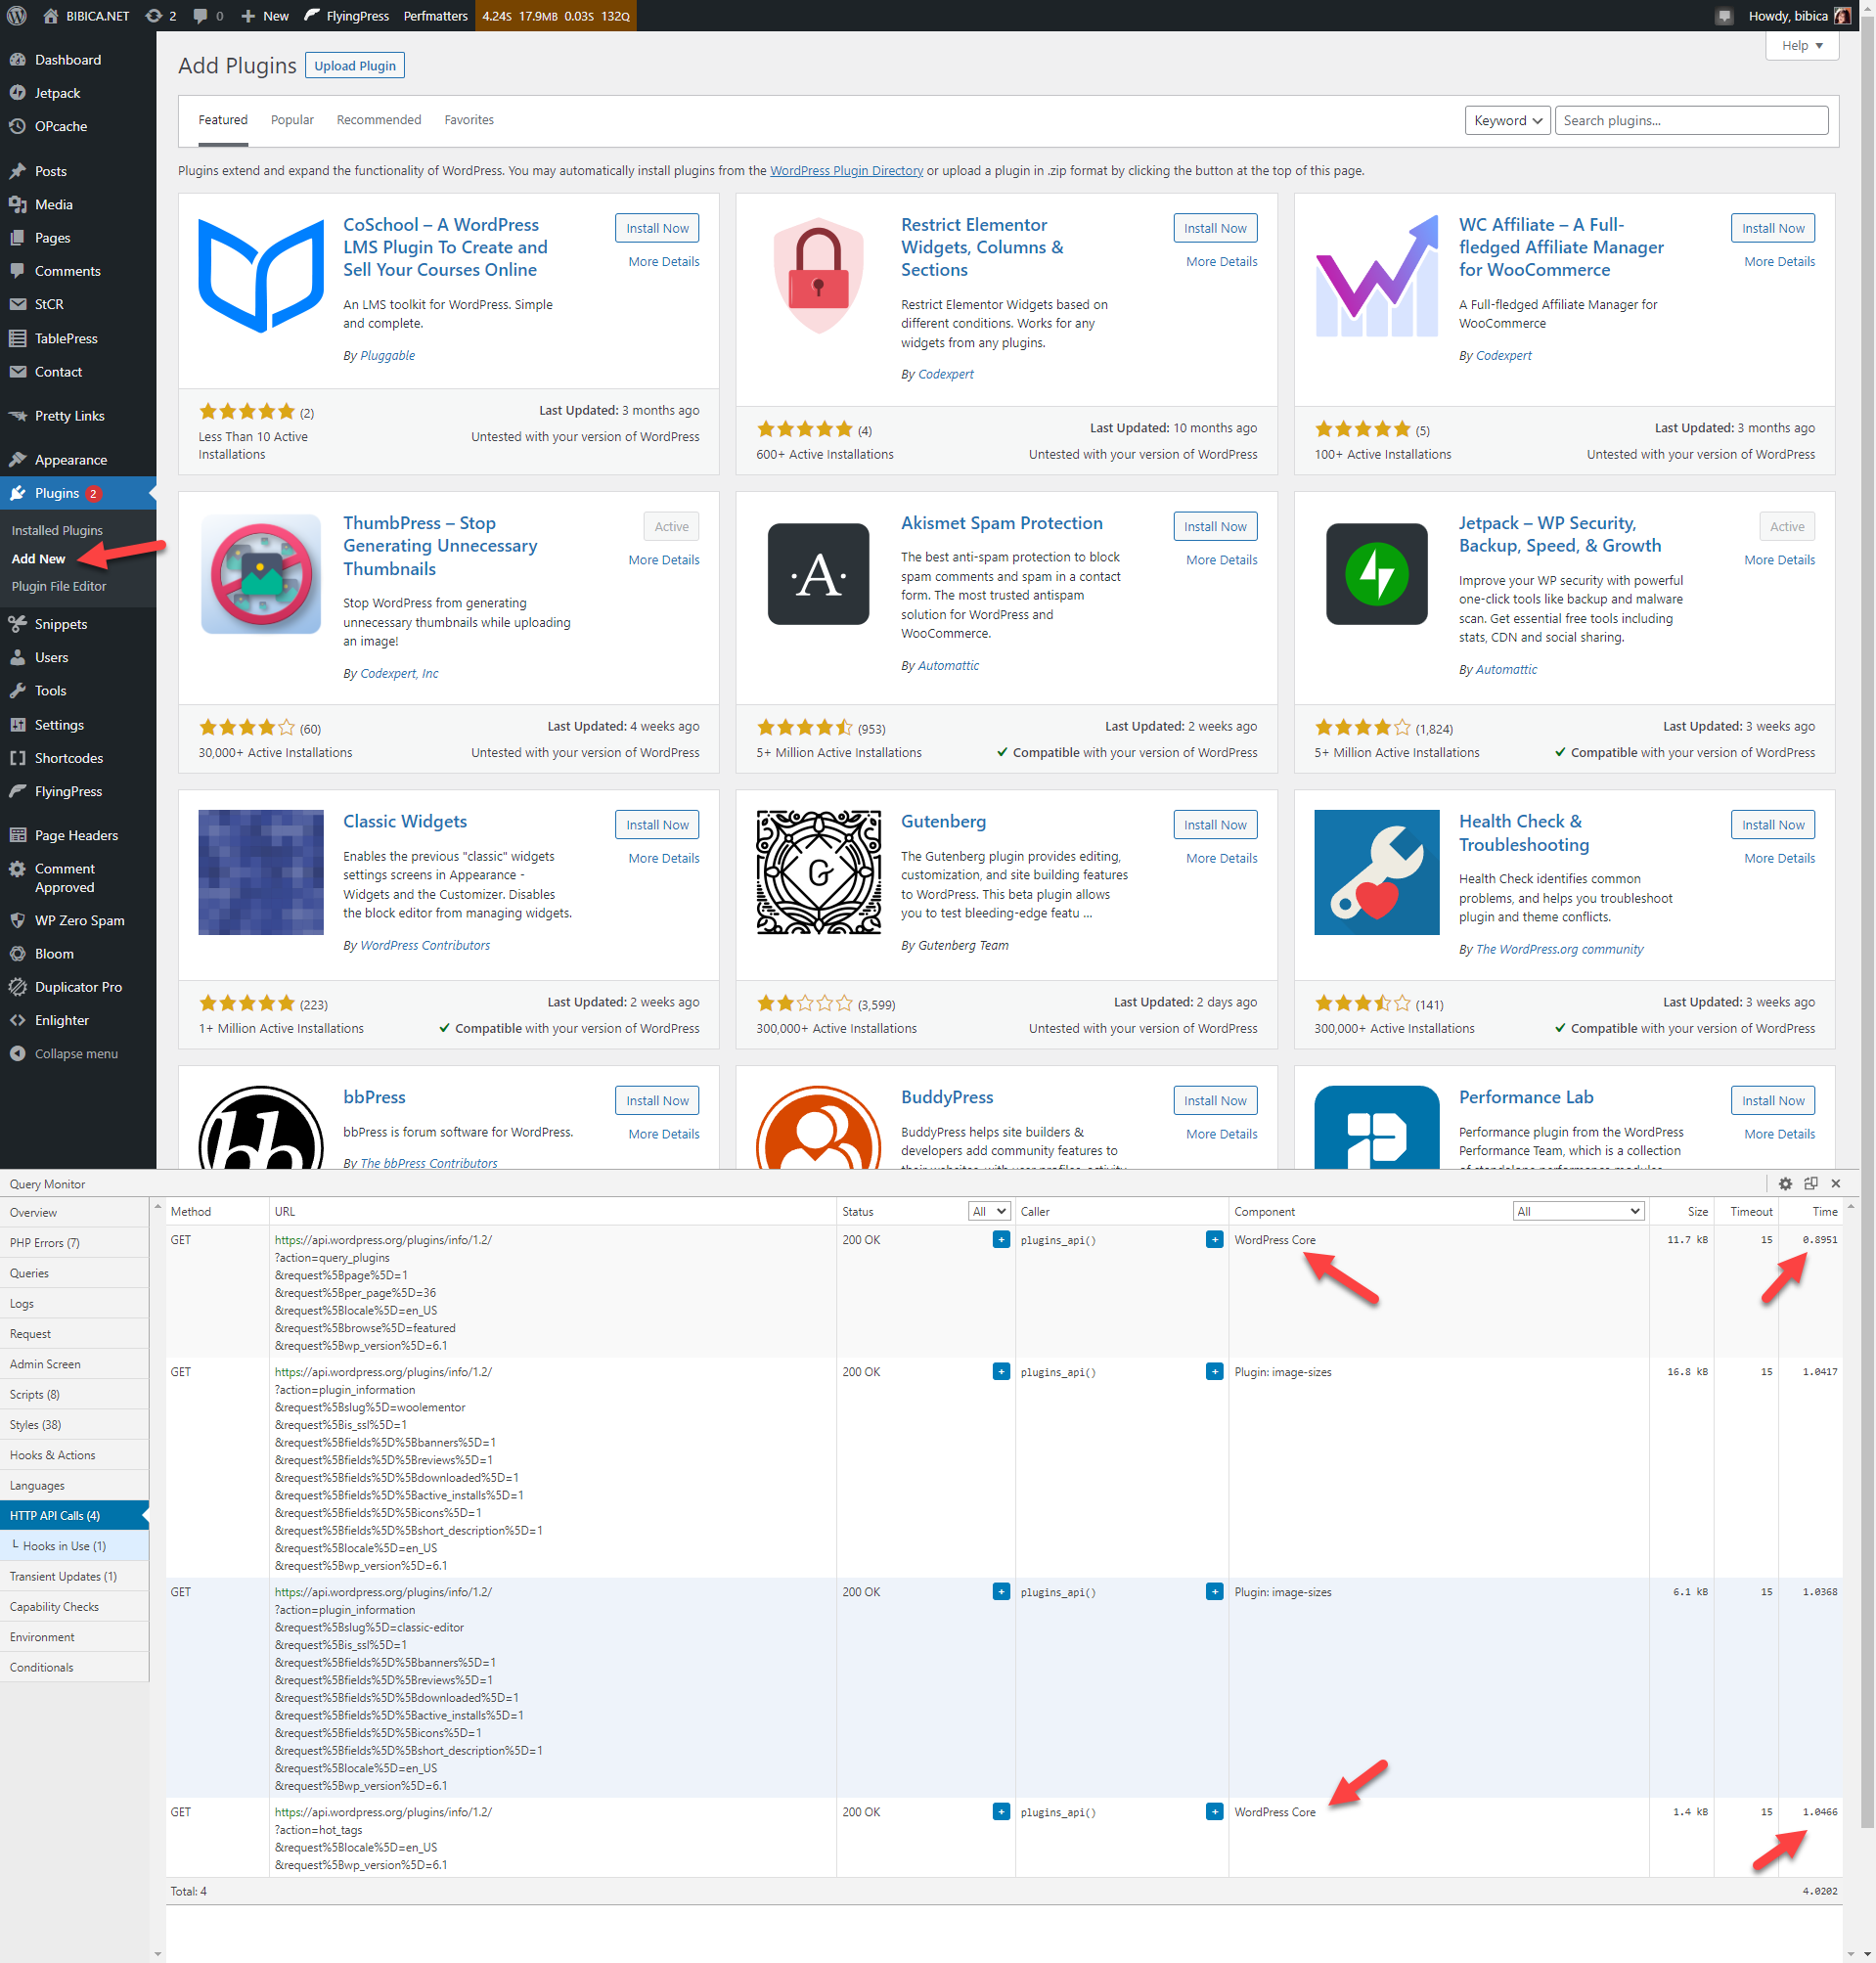 BIBICA.NET 2 0 New FlyingPress Perfmatters 4.24S 17.9MB 0.03S 132Q Howdy, bibica
Dashboard
Jetpack
OPcache
Posts
Media
Pages
Comments
StCR
TablePress
Contact
Pretty Links
Appearance
Plugins 2
Installed Plugins
Add New
Plugin File Editor
Snippets
Users
Tools
Settings
Shortcodes
FlyingPress
Page Headers
Comment
Approved
WP Zero Spam
Bloom
Duplicator Pro
Enlighter
Collapse menu
Help
Add Plugins Upload Plugin
Featured Popular Recommended Favorites Keyword Search plugins...
Plugins extend and expand the functionality of WordPress. You may automatically install plugins from the WordPress Plugin Directory or upload a plugin in .zip format by clicking the button at the top of this page.
CoSchool – A WordPress
LMS Plugin To Create and
Sell Your Courses Online
Install Now
More Details
An LMS toolkit for WordPress. Simple
and complete.
By Pluggable
(2)
Last Updated: 3 months ago
Less Than 10 Active
Installations
Untested with your version of WordPress
Restrict Elementor
Widgets, Columns &
Sections
Install Now
More Details
Restrict Elementor Widgets based on
different conditions. Works for any
widgets from any plugins.
By Codexpert
(4)
Last Updated: 10 months ago
600+ Active Installations
Untested with your version of WordPress
WC Affiliate – A Full-
fledged Affiliate Manager
for WooCommerce
Install Now
More Details
A Full-fledged Affiliate Manager for
WooCommerce
By Codexpert
(5)
Last Updated: 3 months ago
100+ Active Installations
Untested with your version of WordPress
ThumbPress – Stop
Generating Unnecessary
Thumbnails
Active
More Details
Stop WordPress from generating
unnecessary thumbnails while uploading
an image!
By Codexpert, Inc
(60)
Last Updated: 4 weeks ago
30,000+ Active Installations
Untested with your version of WordPress
·A·
Akismet Spam Protection
Install Now
More Details
The best anti-spam protection to block
spam comments and spam in a contact
form. The most trusted antispam
solution for WordPress and
WooCommerce.
By Automattic
(953)
Last Updated: 2 weeks ago
5+ Million Active Installations
Compatible with your version of WordPress
Jetpack – WP Security,
Backup, Speed, & Growth
Active
More Details
Improve your WP security with powerful
one-click tools like backup and malware
scan. Get essential free tools including
stats, CDN and social sharing.
By Automattic
(1,824)
Last Updated: 3 weeks ago
5+ Million Active Installations
Compatible with your version of WordPress
Classic Widgets
Install Now
More Details
Enables the previous "classic" widgets
settings screens in Appearance -
Widgets and the Customizer. Disables
the block editor from managing widgets.
By WordPress Contributors
(223)
Last Updated: 2 weeks ago
1+ Million Active Installations
Compatible with your version of WordPress
G
Gutenberg
Install Now
More Details
The Gutenberg plugin provides editing,
customization, and site building features
to WordPress. This beta plugin allows
you to test bleeding-edge featu ...
By Gutenberg Team
(3,599)
Last Updated: 2 days ago
300,000+ Active Installations
Untested with your version of WordPress
Health Check &
Troubleshooting
Install Now
More Details
Health Check identifies common
problems, and helps you troubleshoot
plugin and theme conflicts.
By The WordPress.org community
(141)
Last Updated: 3 weeks ago
300,000+ Active Installations
Compatible with your version of WordPress
bb
bbPress
Install Now
More Details
bbPress is forum software for WordPress.
By The bbPress Contributors
BuddyPress
Install Now
More Details
BuddyPress helps site builders &
developers add community features to
their websites, with user profiles, activity
Performance Lab
Install Now
More Details
Performance plugin from the WordPress
Performance Team, which is a collection
of standalone performance modules.
Query Monitor
Overview
PHP Errors (7)
Queries
Logs
Request
Admin Screen
Scripts (8)
Styles (38)
Hooks & Actions
Languages
HTTP API Calls (4)
└ Hooks in Use (1)
Transient Updates (1)
Capability Checks
Environment
Conditionals
Method URL Status All Caller Component All Size Timeout Time
GET https://api.wordpress.org/plugins/info/1.2/ 200 OK + plugins_api() + WordPress Core 11.7 kB 15 0.8951
?action=query_plugins
&request%5Bpage%5D=1
&request%5Bper_page%5D=36
&request%5Blocale%5D=en_US
&request%5Bbrowse%5D=featured
&request%5Bwp_version%5D=6.1
GET https://api.wordpress.org/plugins/info/1.2/ 200 OK + plugins_api() + Plugin: image-sizes 16.8 kB 15 1.0417
?action=plugin_information
&request%5Bslug%5D=woolementor
&request%5Bis_ssl%5D=1
&request%5Bfields%5D%5Bbanners%5D=1
&request%5Bfields%5D%5Breviews%5D=1
&request%5Bfields%5D%5Bdownloaded%5D=1
&request%5Bfields%5D%5Bactive_installs%5D=1
&request%5Bfields%5D%5Bicons%5D=1
&request%5Bfields%5D%5Bshort_description%5D=1
&request%5Blocale%5D=en_US
&request%5Bwp_version%5D=6.1
GET https://api.wordpress.org/plugins/info/1.2/ 200 OK + plugins_api() + Plugin: image-sizes 6.1 kB 15 1.0368
?action=plugin_information
&request%5Bslug%5D=classic-editor
&request%5Bis_ssl%5D=1
&request%5Bfields%5D%5Bbanners%5D=1
&request%5Bfields%5D%5Breviews%5D=1
&request%5Bfields%5D%5Bdownloaded%5D=1
&request%5Bfields%5D%5Bactive_installs%5D=1
&request%5Bfields%5D%5Bicons%5D=1
&request%5Bfields%5D%5Bshort_description%5D=1
&request%5Blocale%5D=en_US
&request%5Bwp_version%5D=6.1
GET https://api.wordpress.org/plugins/info/1.2/ 200 OK + plugins_api() + WordPress Core 1.4 kB 15 1.0466
?action=hot_tags
&request%5Blocale%5D=en_US
&request%5Bwp_version%5D=6.1
Total: 4 4.0202